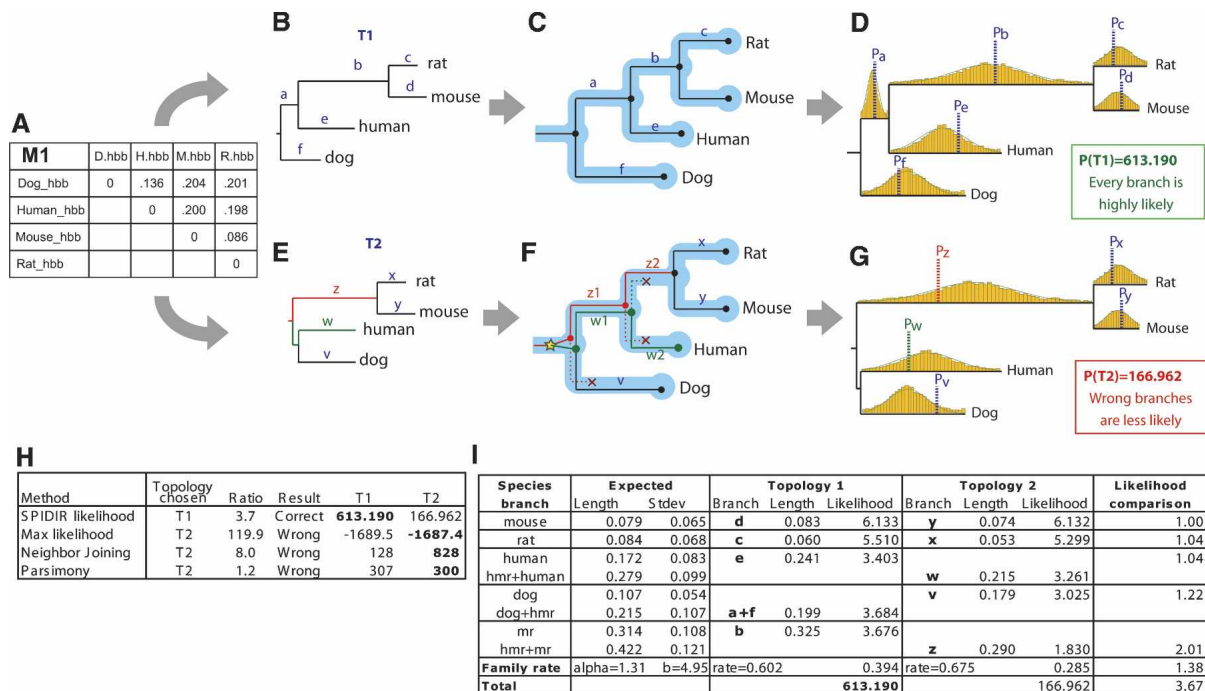 A
M1 D.hbb H.hbb M.hbb R.hbb
Dog_hbb 0 .136 .204 .201
Human_hbb 0 .200 .198
Mouse_hbb 0 .086
Rat_hbb 0
B
T1
a
b
c
d
e
f
rat
mouse
human
dog
C
a
b
c
e
f
Rat
Mouse
Human
Dog
D
Pa
Pb
Pc
Pd
Pe
Pf
Rat
Mouse
Human
Dog
P(T1)=613.190
Every branch is
highly likely
E
T2
z
x
y
w
v
rat
mouse
human
dog
F
x
z2
z1
y
w1
w2
v
Rat
Mouse
Human
Dog
G
Pz
Px
Py
Pw
Pv
Rat
Mouse
Human
Dog
P(T2)=166.962
Wrong branches
are less likely
H
Method Topology chosen Ratio Result T1 T2
SPIDIR likelihood T1 3.7 Correct 613.190 166.962
Max likelihood T2 119.9 Wrong -1689.5 -1687.4
Neighbor Joining T2 8.0 Wrong 128 828
Parsimony T2 1.2 Wrong 307 300
I
Species Expected Topology 1 Topology 2 Likelihood
branch Length Stdev Branch Length Likelihood Branch Length Likelihood comparison
mouse 0.079 0.065 d 0.083 6.133 y 0.074 6.132 1.00
rat 0.084 0.068 c 0.060 5.510 x 0.053 5.299 1.04
human 0.172 0.083 e 0.241 3.403 1.04
hmr+human 0.279 0.099 w 0.215 3.261
dog 0.107 0.054 v 0.179 3.025 1.22
dog+hmr 0.215 0.107 a+f 0.199 3.684
mr 0.314 0.108 b 0.325 3.676
hmr+mr 0.422 0.121 z 0.290 1.830 2.01
Family rate alpha=1.31 b=4.95 rate=0.602 0.394 rate=0.675 0.285 1.38
Total 613.190 166.962 3.67